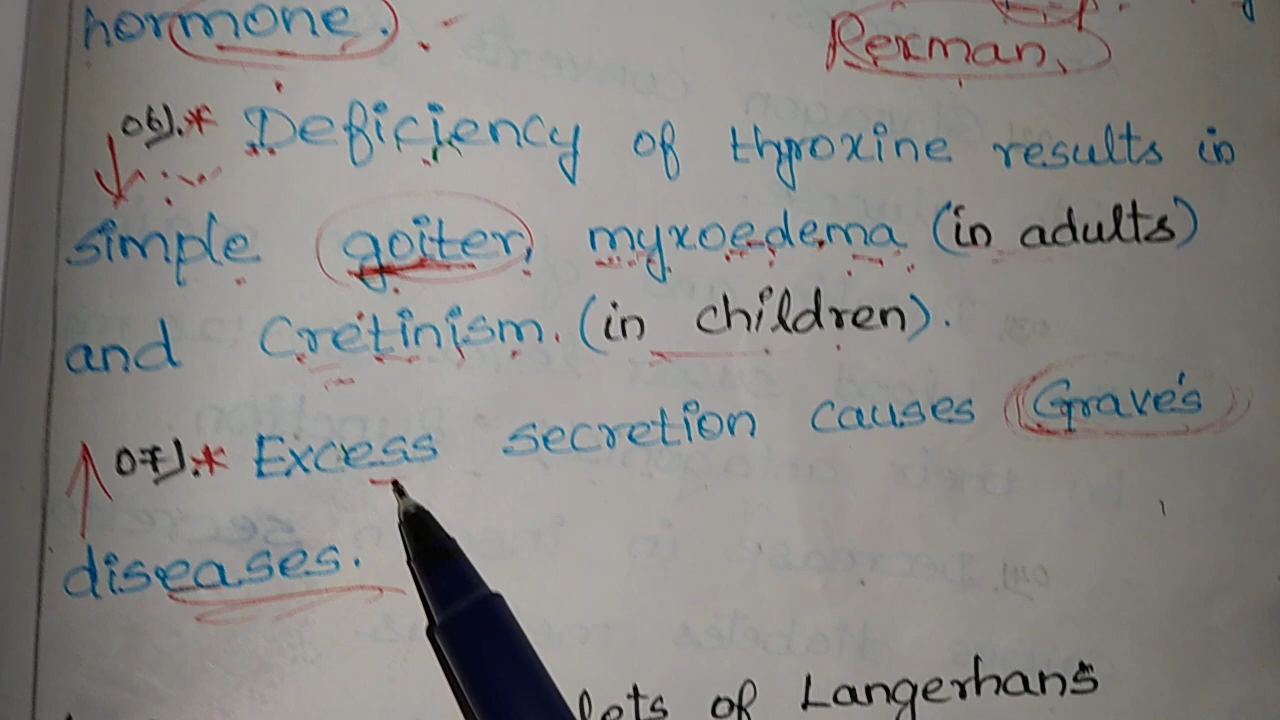 hormone.
Rexman.
06). * Deficiency of thyroxine results in
simple goiter, myxoedema (in adults)
and Cretinism. (in children).
07). * Excess secretion causes Grave's
diseases.
lets of Langerhans